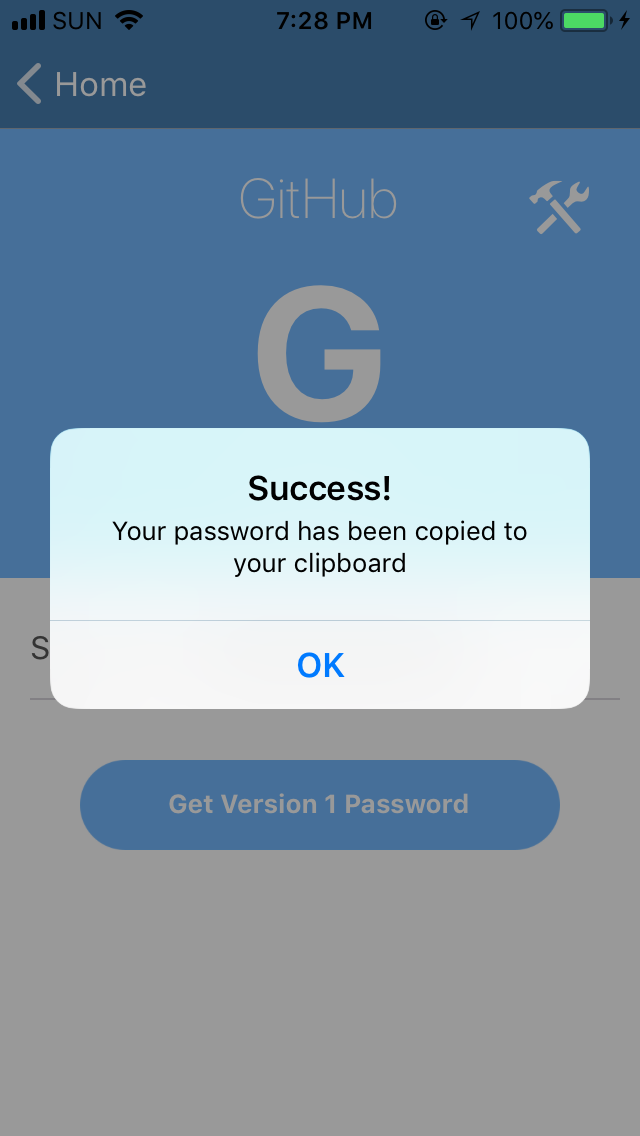 SUN 7:28 PM 100%
Home
GitHub
G
Success!
Your password has been copied to
your clipboard
S
OK
Get Version 1 Password